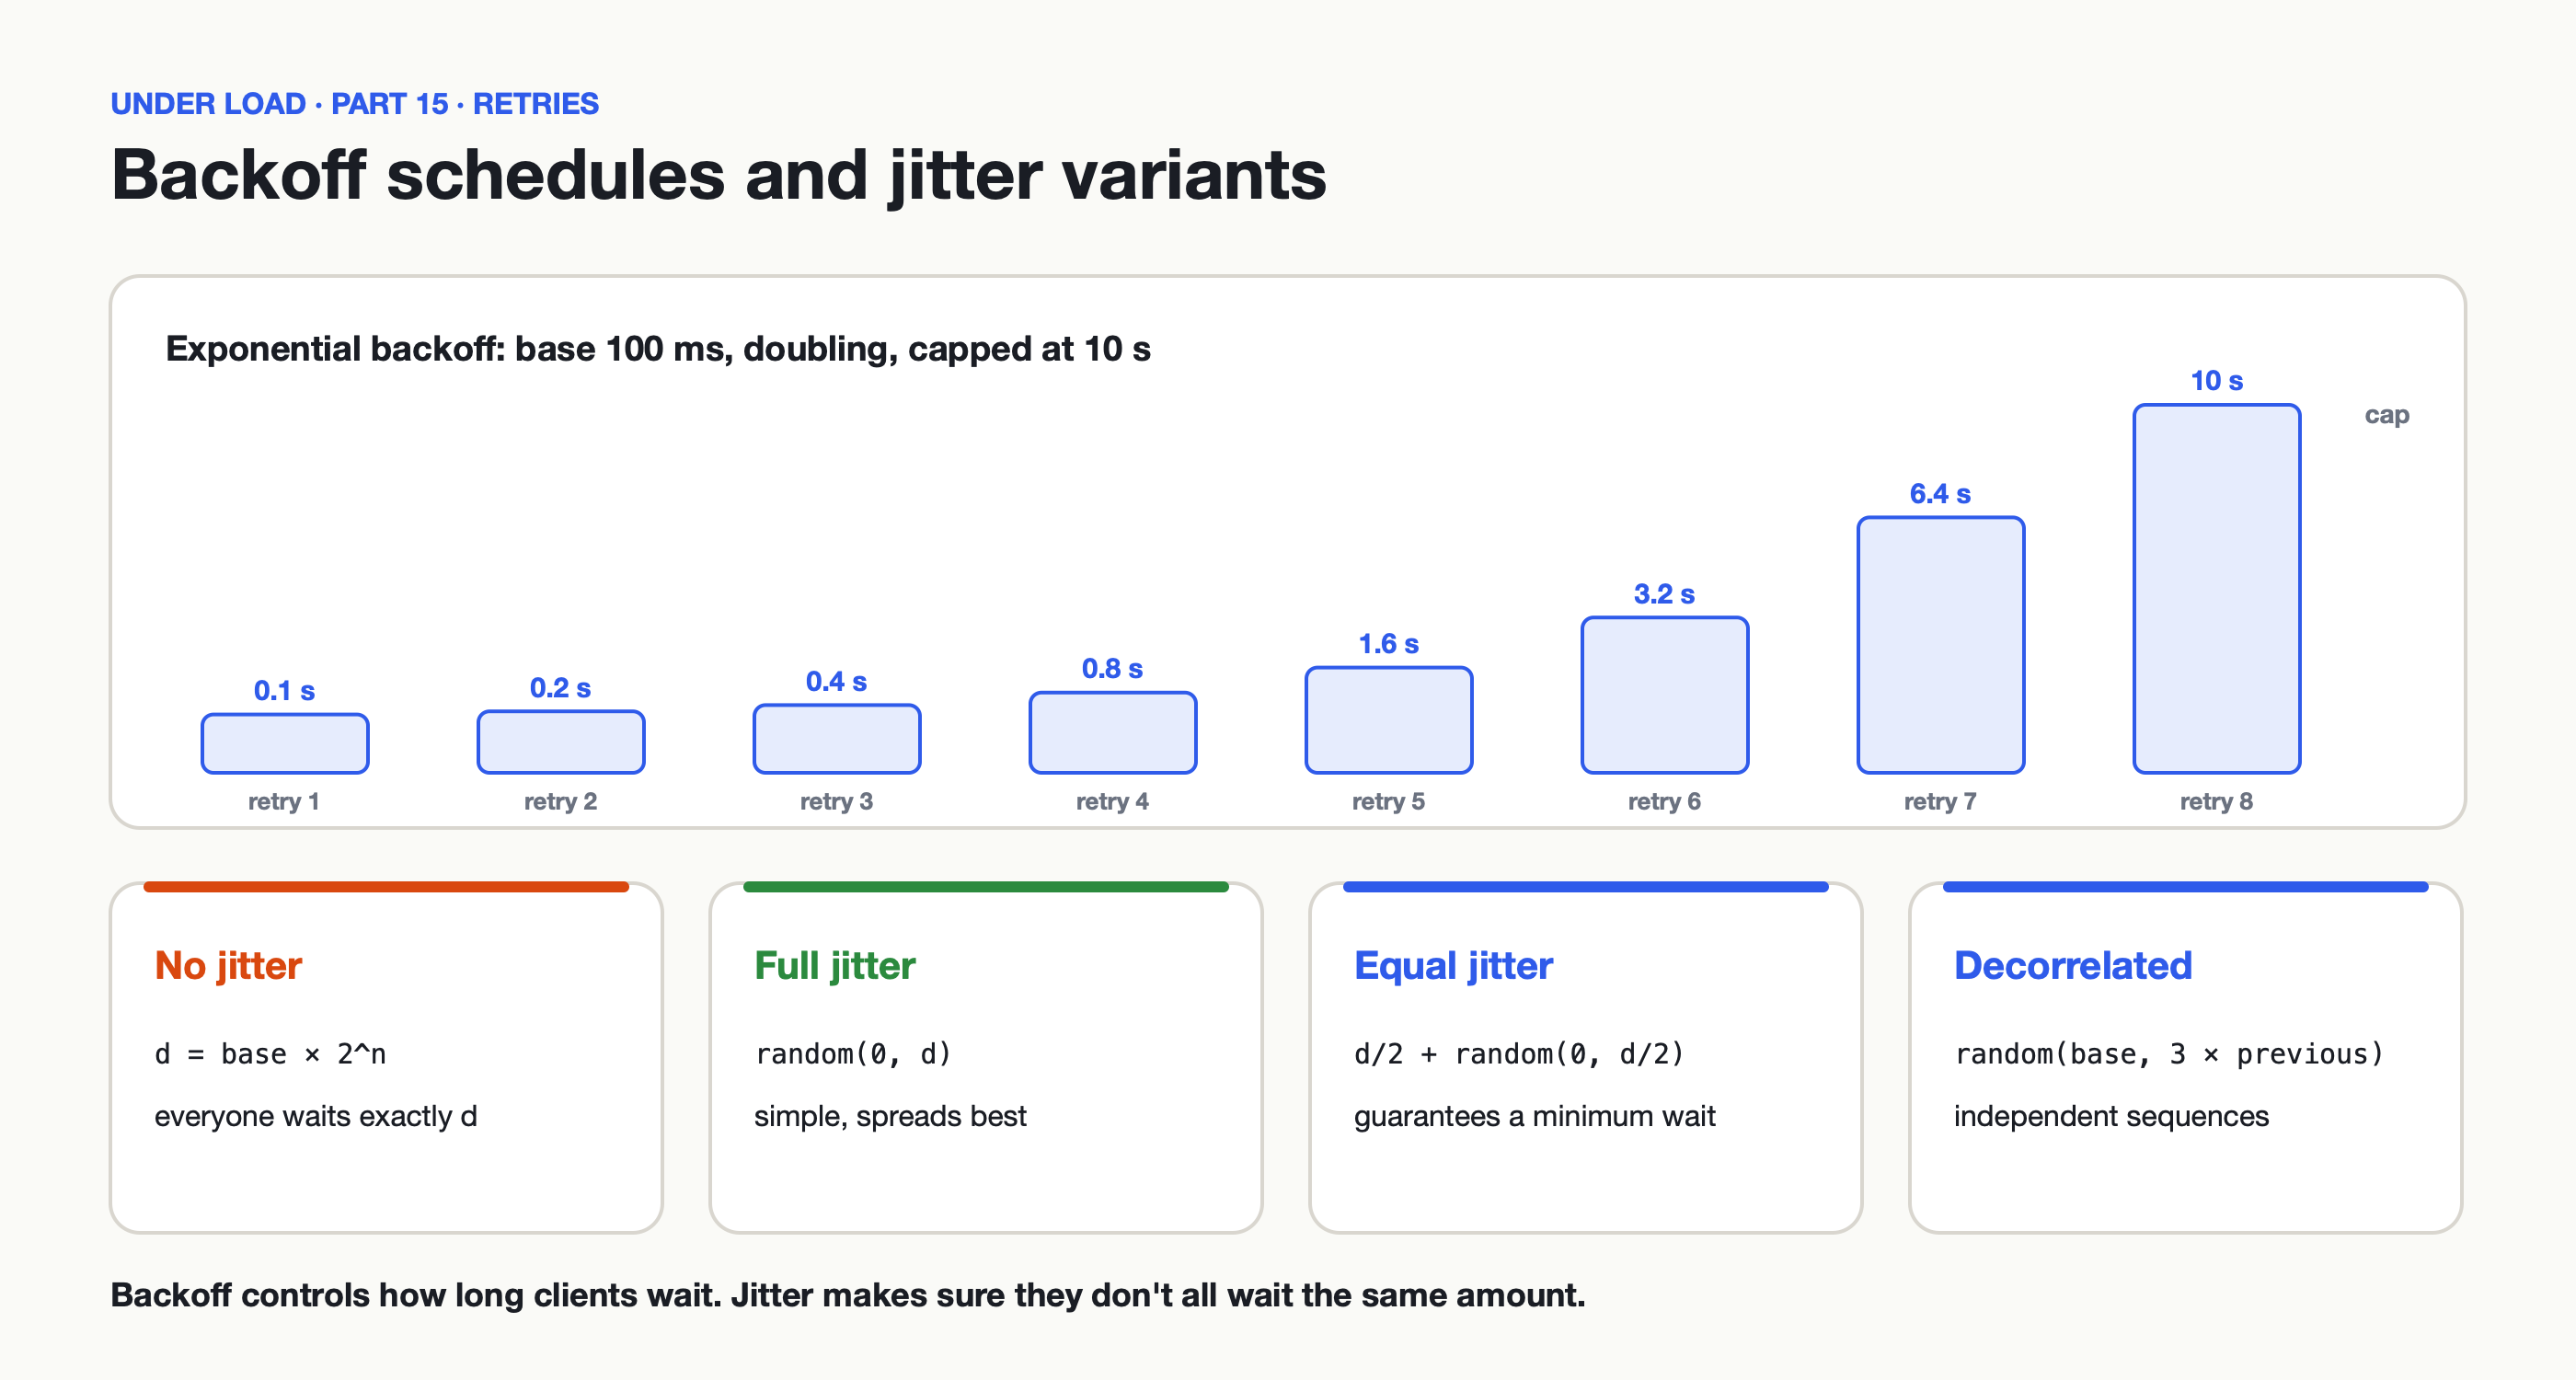 UNDER LOAD · PART 15 · RETRIES
Backoff schedules and jitter variants
Exponential backoff: base 100 ms, doubling, capped at 10 s
0.1 s
0.2 s
0.4 s
0.8 s
1.6 s
3.2 s
6.4 s
10 s
cap
retry 1
retry 2
retry 3
retry 4
retry 5
retry 6
retry 7
retry 8
No jitter
d = base × 2^n
everyone waits exactly d
Full jitter
random(0, d)
simple, spreads best
Equal jitter
d/2 + random(0, d/2)
guarantees a minimum wait
Decorrelated
random(base, 3 × previous)
independent sequences
Backoff controls how long clients wait. Jitter makes sure they don't all wait the same amount.